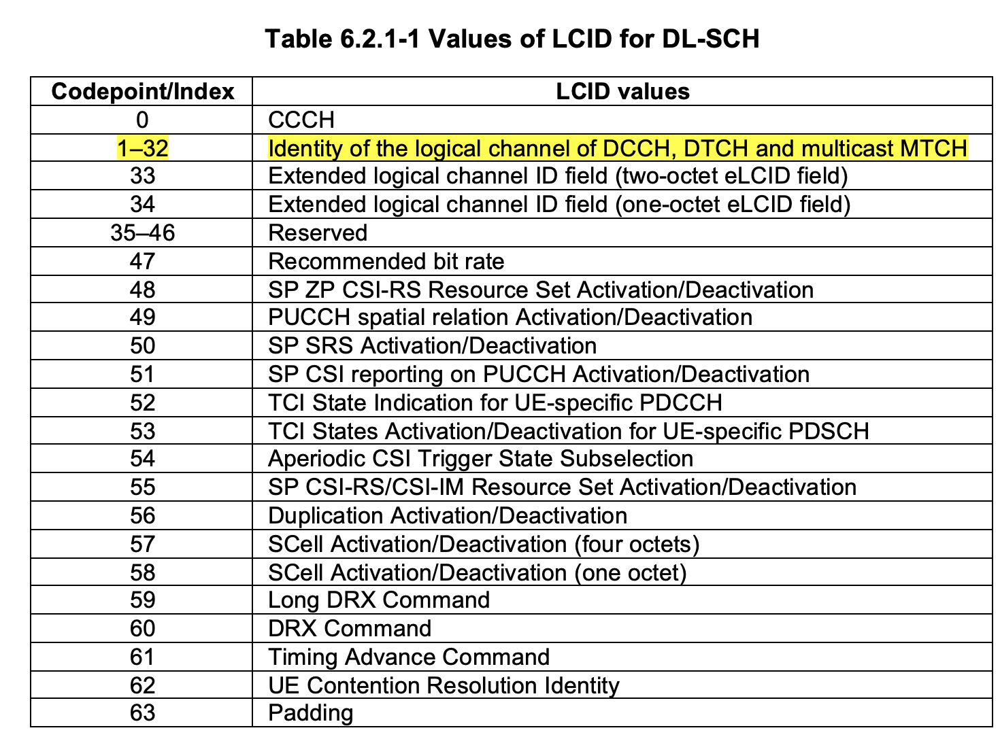 Table 6.2.1-1 Values of LCID for DL-SCH
Codepoint/Index LCID values
0 CCCH
1–32 Identity of the logical channel of DCCH, DTCH and multicast MTCH
33 Extended logical channel ID field (two-octet eLCID field)
34 Extended logical channel ID field (one-octet eLCID field)
35–46 Reserved
47 Recommended bit rate
48 SP ZP CSI-RS Resource Set Activation/Deactivation
49 PUCCH spatial relation Activation/Deactivation
50 SP SRS Activation/Deactivation
51 SP CSI reporting on PUCCH Activation/Deactivation
52 TCI State Indication for UE-specific PDCCH
53 TCI States Activation/Deactivation for UE-specific PDSCH
54 Aperiodic CSI Trigger State Subselection
55 SP CSI-RS/CSI-IM Resource Set Activation/Deactivation
56 Duplication Activation/Deactivation
57 SCell Activation/Deactivation (four octets)
58 SCell Activation/Deactivation (one octet)
59 Long DRX Command
60 DRX Command
61 Timing Advance Command
62 UE Contention Resolution Identity
63 Padding